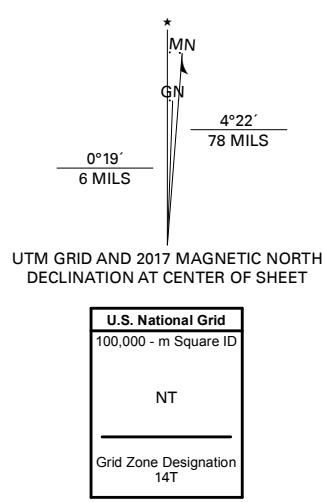 MN
GN
4°22´
78 MILS
0°19´
6 MILS
UTM GRID AND 2017 MAGNETIC NORTH
DECLINATION AT CENTER OF SHEET
U.S. National Grid
100,000 - m Square ID
NT
Grid Zone Designation
14T